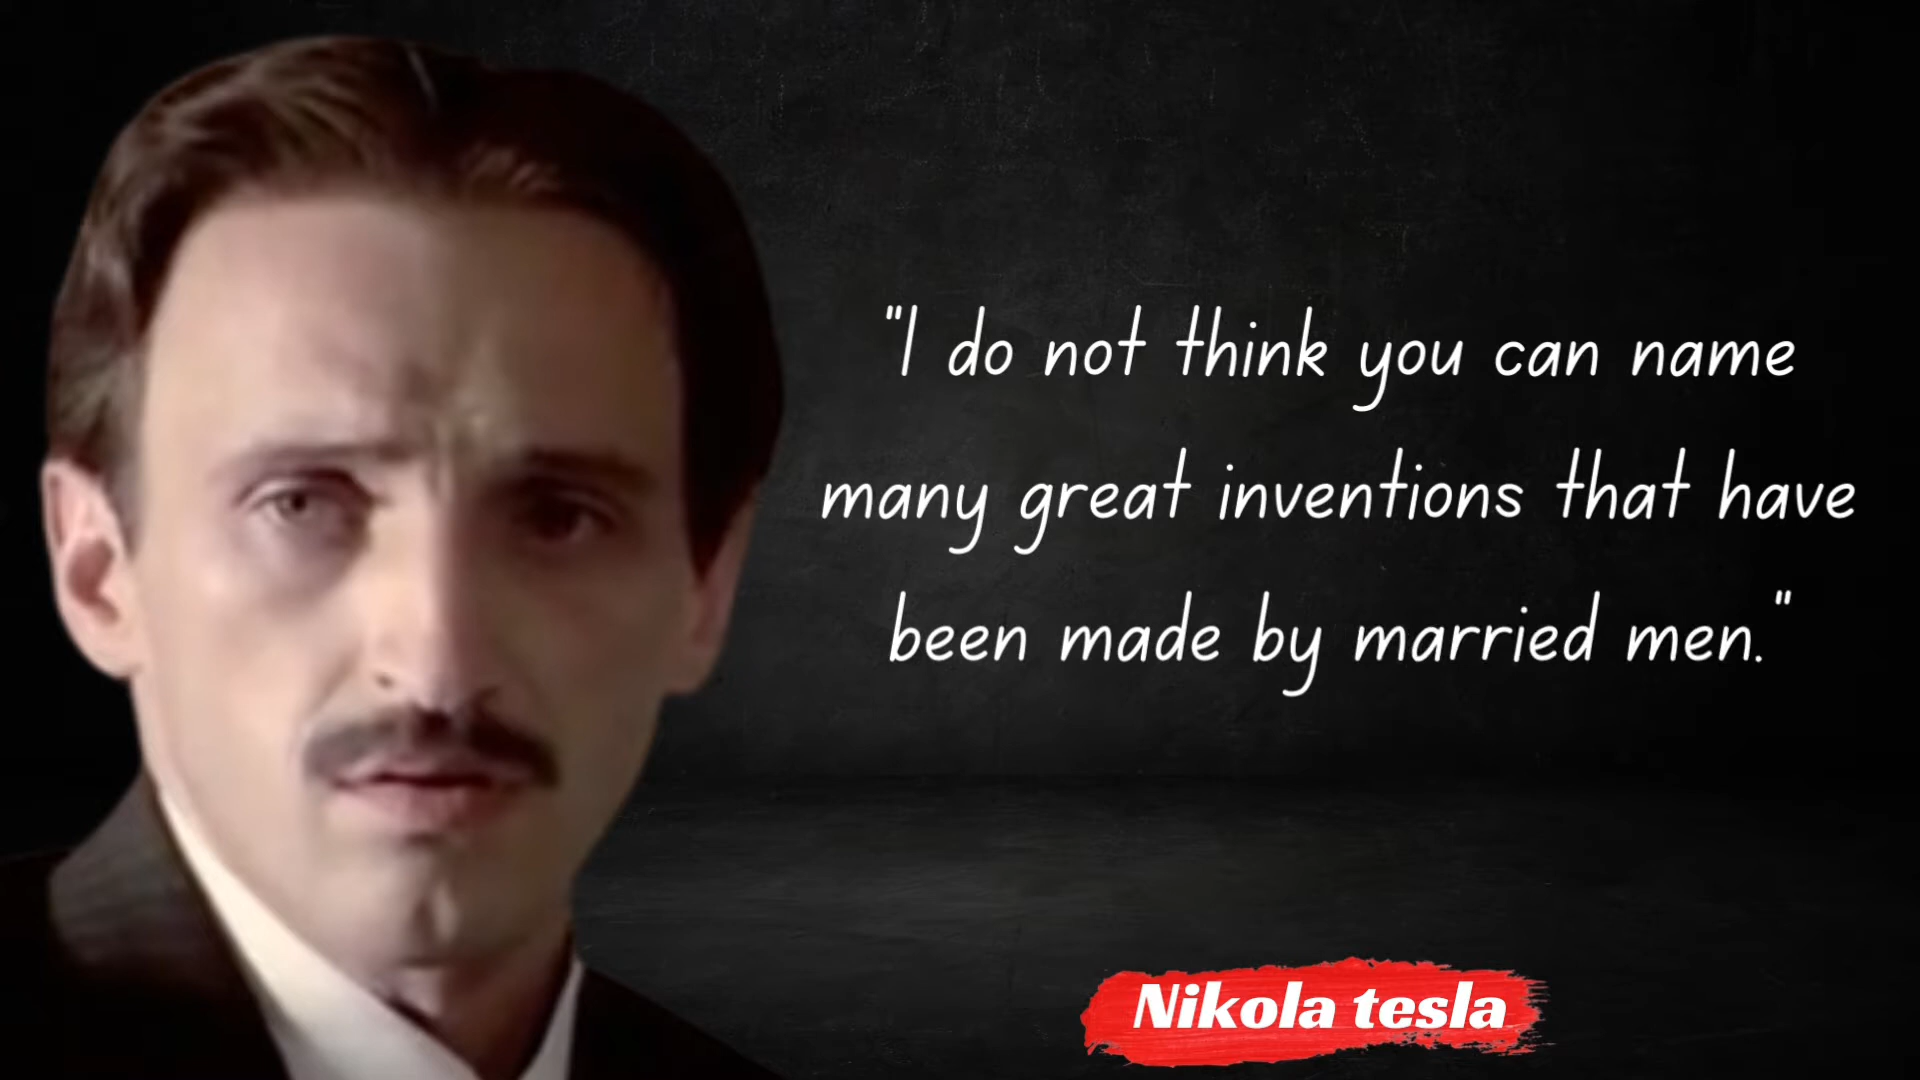 "I do not think you can name
many great inventions that have
been made by married men."
Nikola tesla